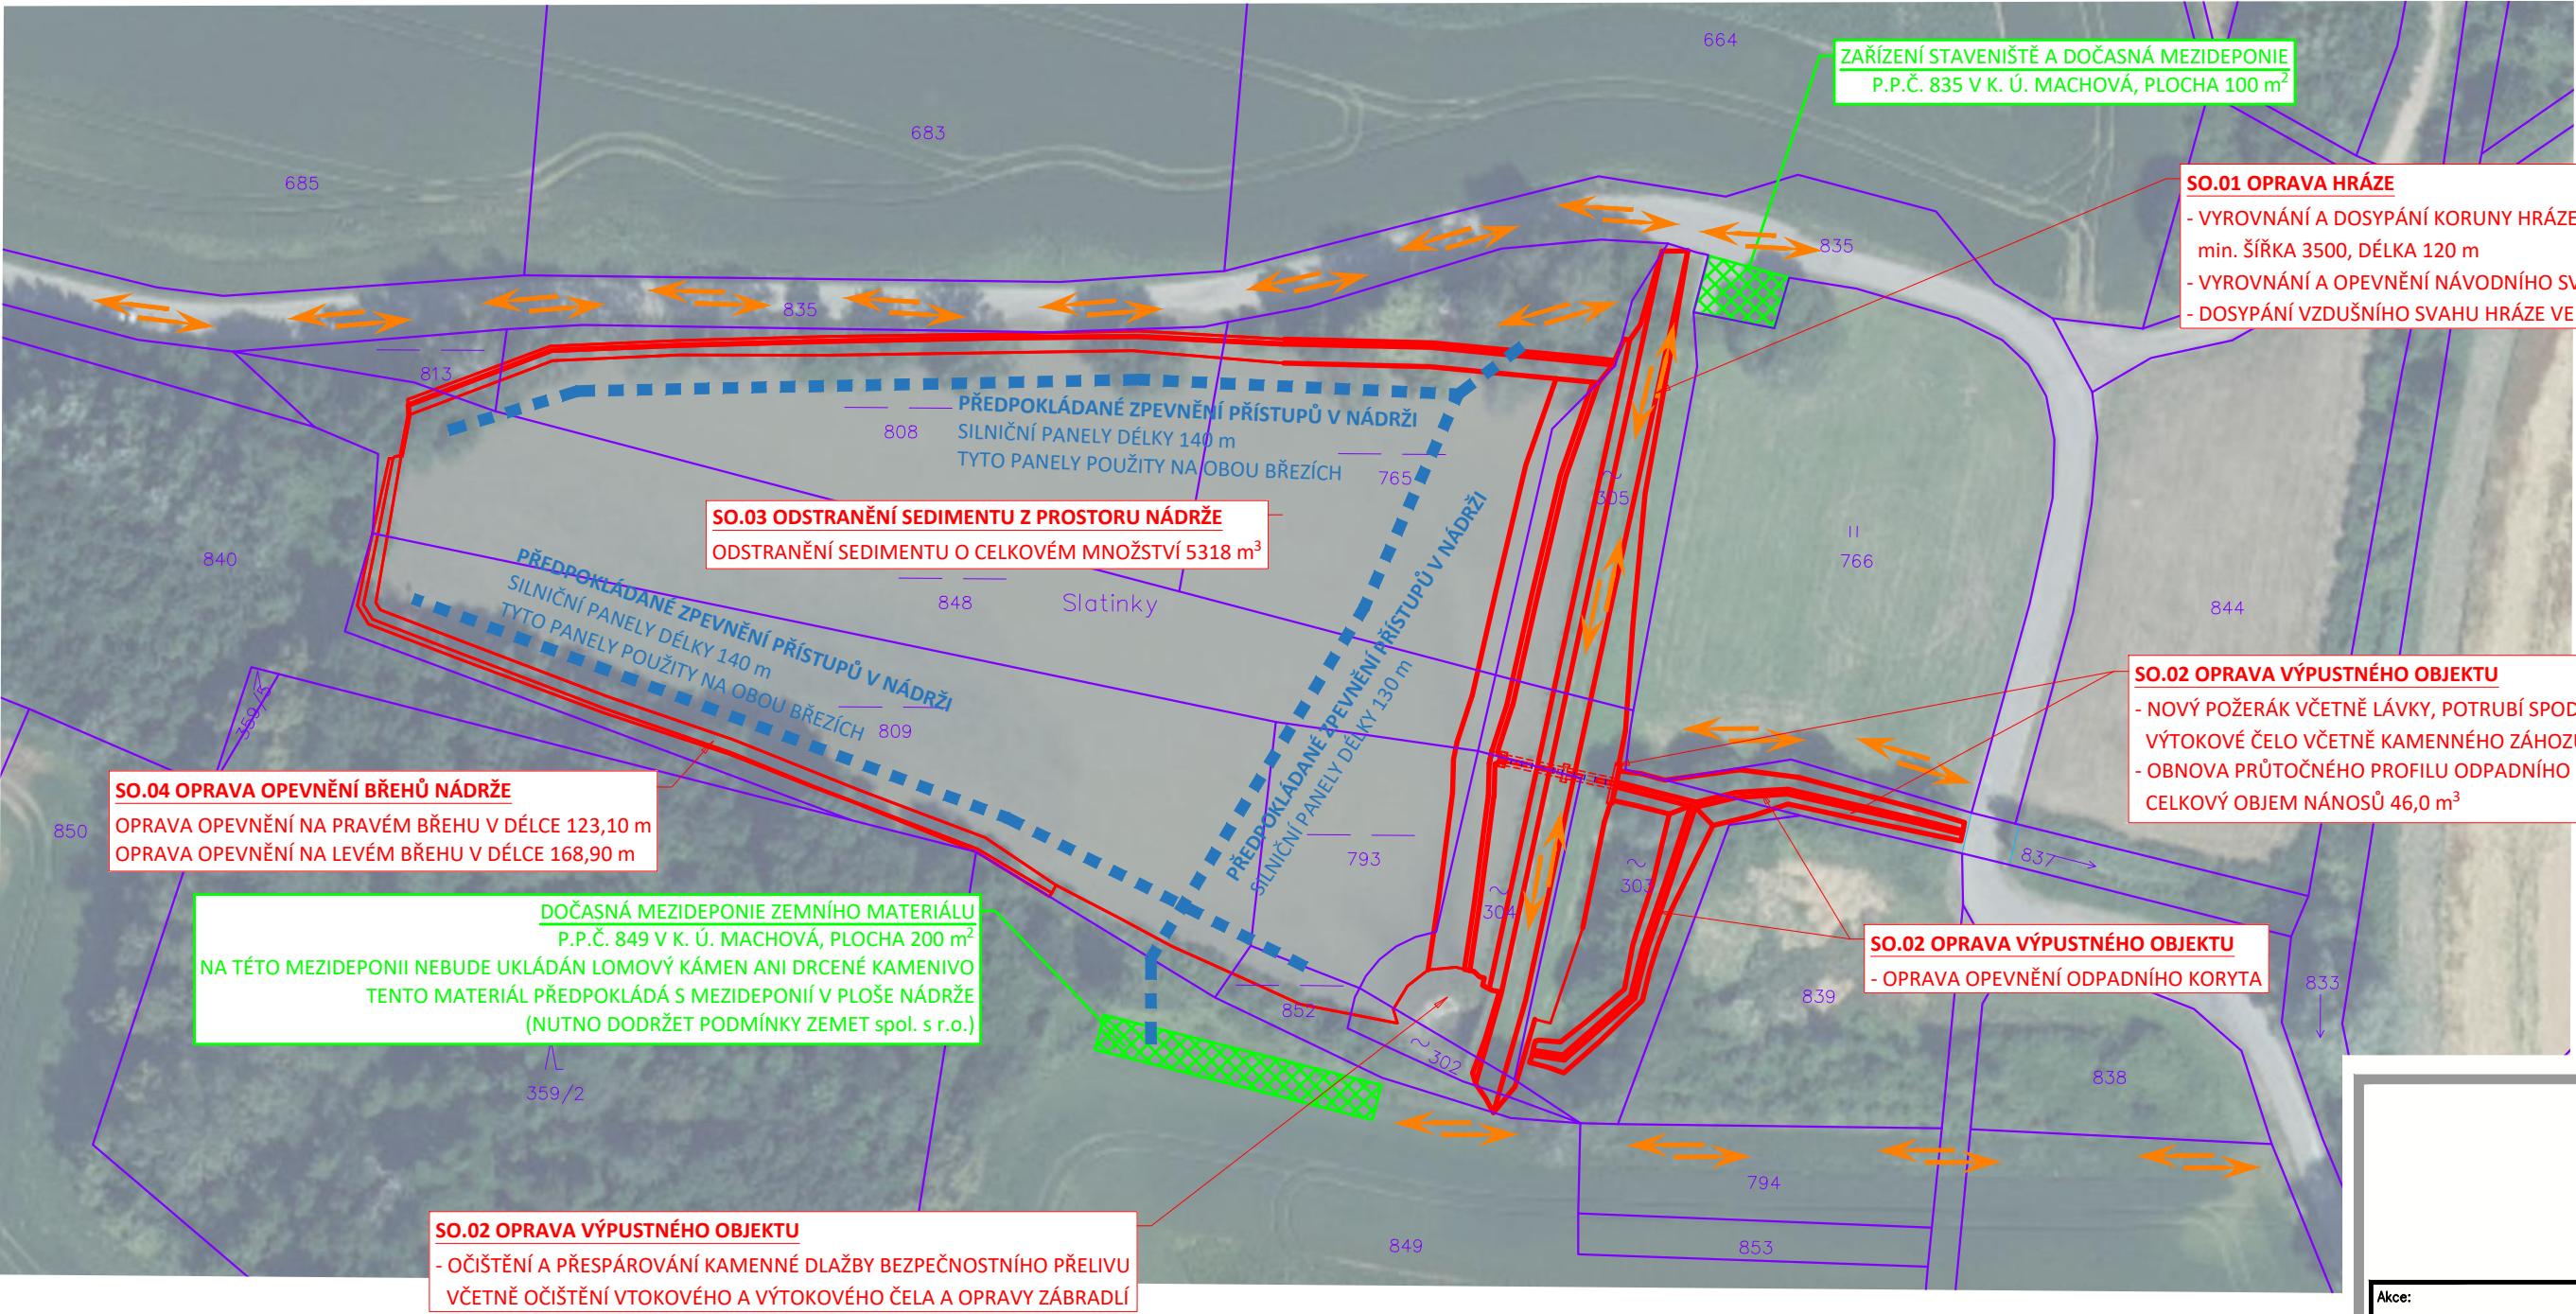 664
ZAŘÍZENÍ STAVENIŠTĚ A DOČASNÁ MEZIDEPONIE
P.P.Č. 835 V K. Ú. MACHOVÁ, PLOCHA 100 m²
683
685
SO.01 OPRAVA HRÁZE
- VYROVNÁNÍ A DOSYPÁNÍ KORUNY HRÁZE
min. ŠÍŘKA 3500, DÉLKA 120 m
- VYROVNÁNÍ A OPEVNĚNÍ NÁVODNÍHO SV
- DOSYPÁNÍ VZDUŠNÍHO SVAHU HRÁZE VE
835
835
813
808
PŘEDPOKLÁDANÉ ZPEVNĚNÍ PŘÍSTUPŮ V NÁDRŽI
SILNIČNÍ PANELY DÉLKY 140 m
TYTO PANELY POUŽITY NA OBOU BŘEZÍCH
765
305
SO.03 ODSTRANĚNÍ SEDIMENTU Z PROSTORU NÁDRŽE
ODSTRANĚNÍ SEDIMENTU O CELKOVÉM MNOŽSTVÍ 5318 m³
840
766
844
848
Slatinky
PŘEDPOKLÁDANÉ ZPEVNĚNÍ PŘÍSTUPŮ V NÁDRŽI
SILNIČNÍ PANELY DÉLKY 140 m
TYTO PANELY POUŽITY NA OBOU BŘEZÍCH
809
PŘEDPOKLÁDANÉ ZPEVNĚNÍ PŘÍSTUPŮ V NÁDRŽI
SILNIČNÍ PANELY DÉLKY 130 m
359/5
SO.02 OPRAVA VÝPUSTNÉHO OBJEKTU
- NOVÝ POŽERÁK VČETNĚ LÁVKY, POTRUBÍ SPOD
VÝTOKOVÉ ČELO VČETNĚ KAMENNÉHO ZÁHOZU
- OBNOVA PRŮTOČNÉHO PROFILU ODPADNÍHO
CELKOVÝ OBJEM NÁNOSŮ 46,0 m³
SO.04 OPRAVA OPEVNĚNÍ BŘEHŮ NÁDRŽE
OPRAVA OPEVNĚNÍ NA PRAVÉM BŘEHU V DÉLCE 123,10 m
OPRAVA OPEVNĚNÍ NA LEVÉM BŘEHU V DÉLCE 168,90 m
850
793
837
303
304
DOČASNÁ MEZIDEPONIE ZEMNÍHO MATERIÁLU
P.P.Č. 849 V K. Ú. MACHOVÁ, PLOCHA 200 m²
NA TÉTO MEZIDEPONII NEBUDE UKLÁDÁN LOMOVÝ KÁMEN ANI DRCENÉ KAMENIVO
TENTO MATERIÁL PŘEDPOKLÁDÁ S MEZIDEPONIÍ V PLOŠE NÁDRŽE
(NUTNO DODRŽET PODMÍNKY ZEMET spol. s r.o.)
SO.02 OPRAVA VÝPUSTNÉHO OBJEKTU
- OPRAVA OPEVNĚNÍ ODPADNÍHO KORYTA
839
833
852
302
838
359/2
794
SO.02 OPRAVA VÝPUSTNÉHO OBJEKTU
- OČIŠTĚNÍ A PŘESPÁROVÁNÍ KAMENNÉ DLAŽBY BEZPEČNOSTNÍHO PŘELIVU
VČETNĚ OČIŠTĚNÍ VTOKOVÉHO A VÝTOKOVÉHO ČELA A OPRAVY ZÁBRADLÍ
849
853
Akce: